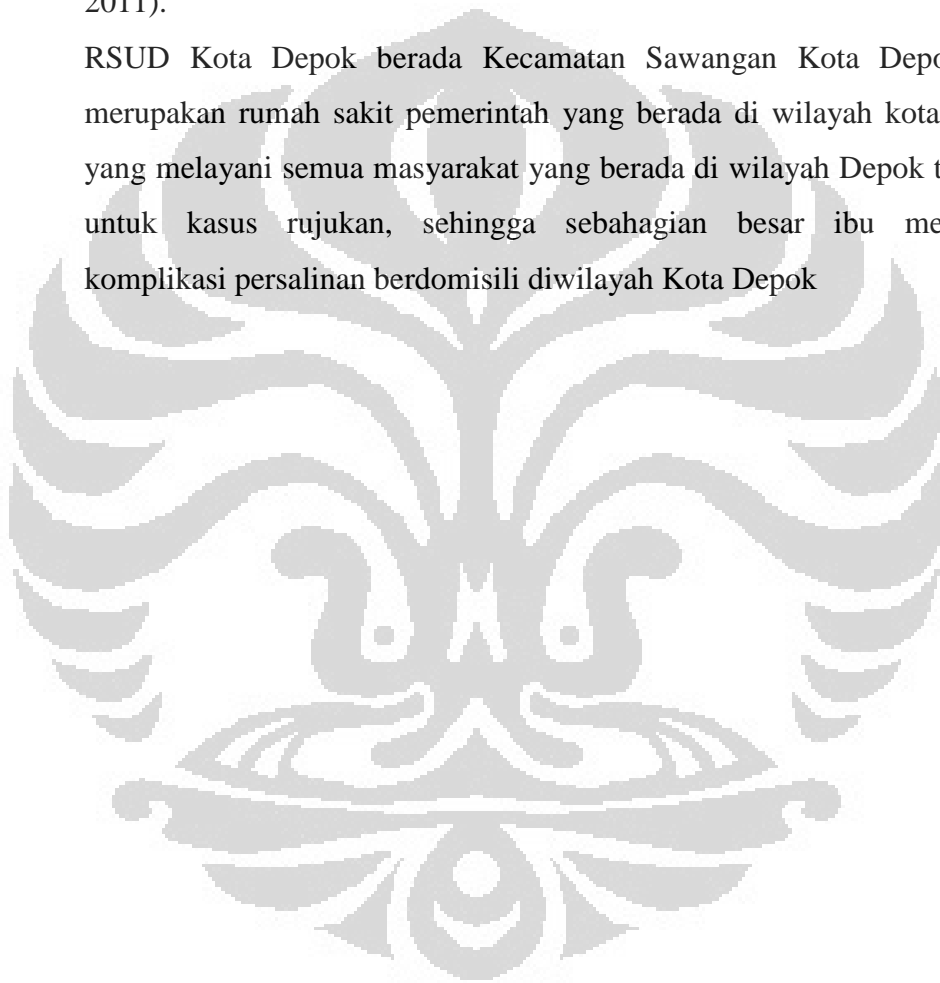 2011).
RSUD Kota Depok berada Kecamatan Sawangan Kota
merupakan rumah sakit pemerintah yang berada di wilayah kota
yang melayani semua masyarakat yang berada di wilayah Depok
untuk kasus rujukan, sehingga sebahagian besar ibu
komplikasi persalinan berdomisili diwilayah Kota Depok